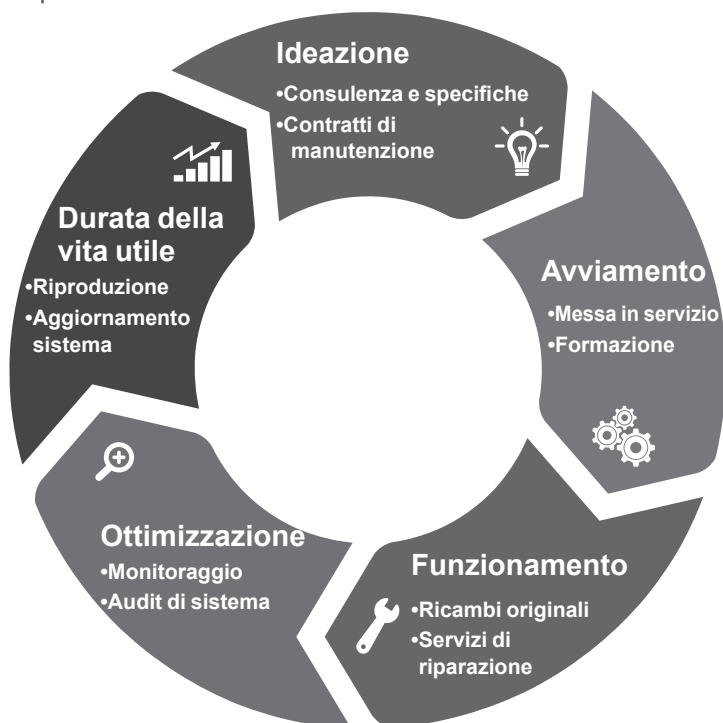 Ideazione
•Consulenza e specifiche
•Contratti di
manutenzione
Avviamento
•Messa in servizio
•Formazione
Funzionamento
•Ricambi originali
•Servizi di
riparazione
Ottimizzazione
•Monitoraggio
•Audit di sistema
Durata della
vita utile
•Riproduzione
•Aggiornamento
sistema